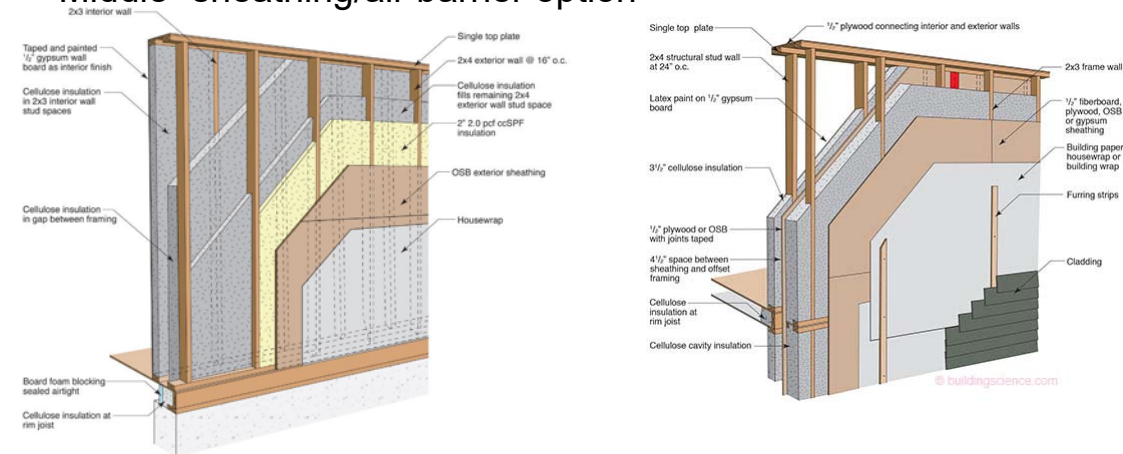 Middle sheathing/air barrier option
2x3 interior wall
Taped and painted
1/2" gypsum wall
board as interior finish
Cellulose insulation
in 2x3 interior wall
stud spaces
Cellulose insulation
in gap between framing
Board foam blocking
sealed airtight
Cellulose insulation at
rim joist
Single top plate
2x4 exterior wall @ 16" o.c.
Cellulose insulation
fills remaining 2x4
exterior wall stud space
2" 2.0 pcf ccSPF
insulation
OSB exterior sheathing
Housewrap
Single top plate
1/2" plywood connecting interior and exterior walls
2x4 structural stud wall
at 24" o.c.
Latex paint on 1/2" gypsum
board
3 1/2" cellulose insulation
1/2" plywood or OSB
with joints taped
4 1/2" space between
sheathing and offset
framing
Cellulose
insulation at
rim joist
Cellulose cavity insulation
2x3 frame wall
1/2" fiberboard,
plywood, OSB
or gypsum
sheathing
Building paper
housewrap or
building wrap
Furring strips
Cladding
© buildingscience.com